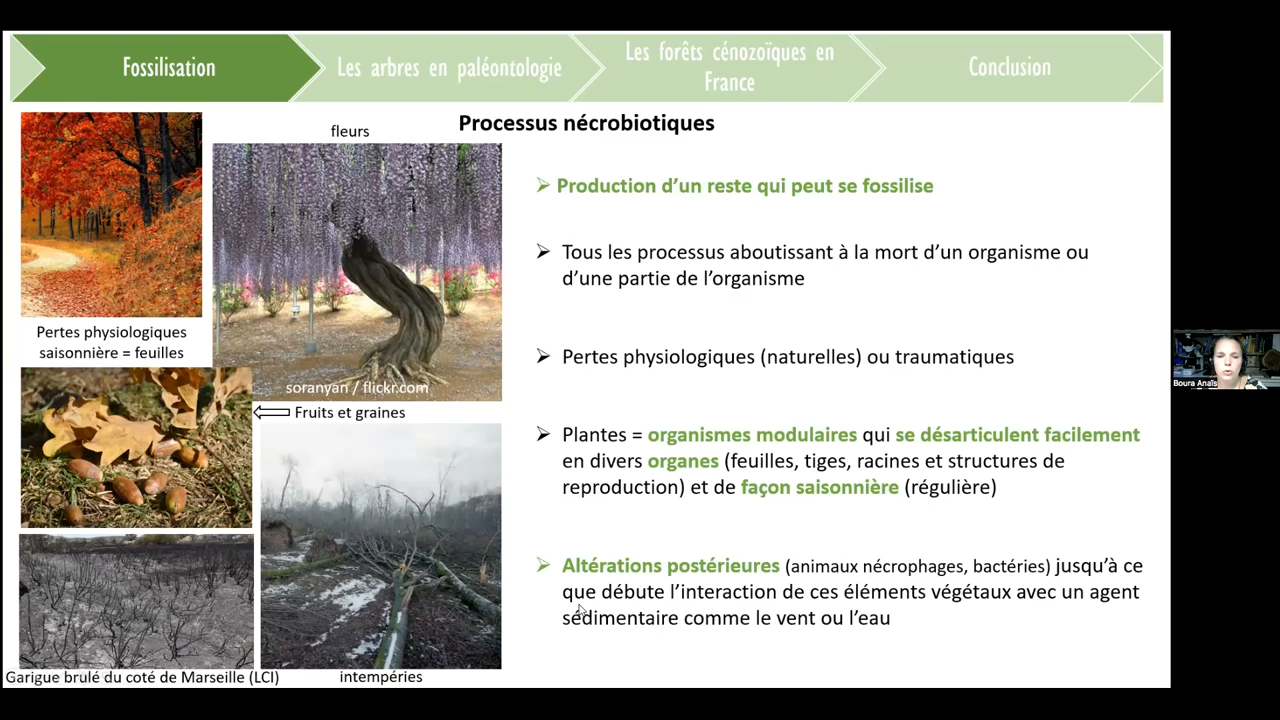 Fossilisation
Les arbres en paléontologie
Les forêts cénozoïques en
France
Conclusion
Processus nécrobiotiques
fleurs
Production d'un reste qui peut se fossilise
Tous les processus aboutissant à la mort d'un organisme ou
d'une partie de l'organisme
Pertes physiologiques
saisonnière = feuilles
Pertes physiologiques (naturelles) ou traumatiques
soranyan / flickr.com
Fruits et graines
Plantes = organismes modulaires qui se désarticulent facilement
en divers organes (feuilles, tiges, racines et structures de
reproduction) et de façon saisonnière (régulière)
Altérations postérieures (animaux nécrophages, bactéries) jusqu'à ce
que débute l'interaction de ces éléments végétaux avec un agent
sédimentaire comme le vent ou l'eau
Garigue brulé du coté de Marseille (LCI)
intempéries
Boura Anaïs